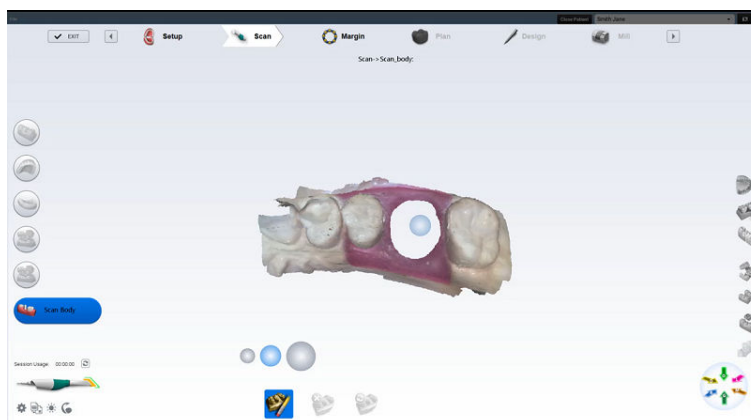 Close Patient Smith Jane
EXIT Setup Scan Margin Plan Design Mill
Scan->Scan_body:
Scan Body
Session Usage: 00:00:00